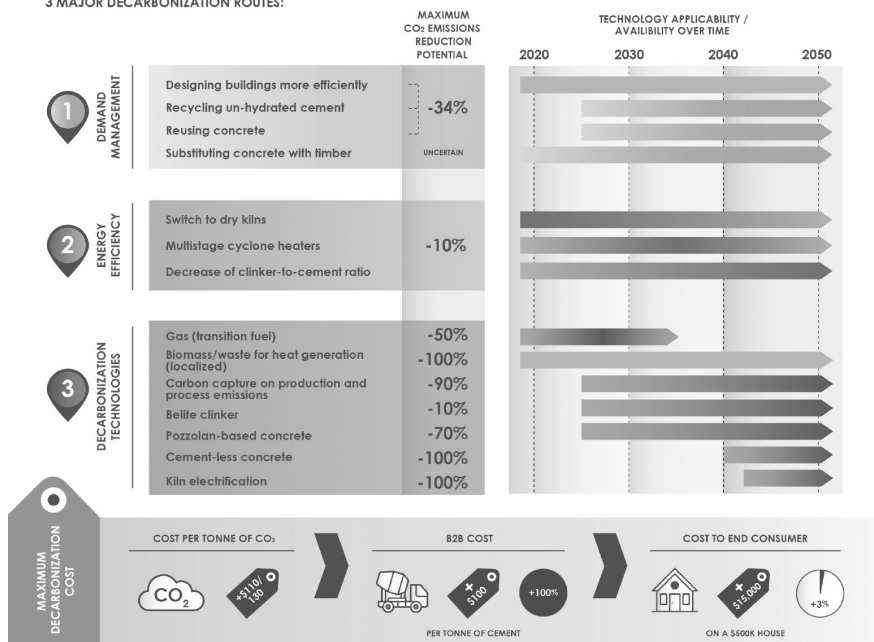 3 MAJOR DECARBONIZATION ROUTES:
MAXIMUM
CO₂ EMISSIONS
REDUCTION
POTENTIAL
TECHNOLOGY APPLICABILITY /
AVAILIBILITY OVER TIME
2020 2030 2040 2050
1
DEMAND
MANAGEMENT
Designing buildings more efficiently
Recycling un-hydrated cement
Reusing concrete
-34%
Substituting concrete with timber
UNCERTAIN
2
ENERGY
EFFICIENCY
Switch to dry kilns
Multistage cyclone heaters
Decrease of clinker-to-cement ratio
-10%
3
DECARBONIZATION
TECHNOLOGIES
Gas (transition fuel) -50%
Biomass/waste for heat generation
(localized)
-100%
Carbon capture on production and
process emissions
-90%
Belite clinker -10%
Pozzolan-based concrete -70%
Cement-less concrete -100%
Kiln electrification -100%
MAXIMUM
DECARBONIZATION
COST
COST PER TONNE OF CO₂
CO₂
+$110/
130
B2B COST
+
$100
+100%
PER TONNE OF CEMENT
COST TO END CONSUMER
+
$15,000
+3%
ON A $500K HOUSE